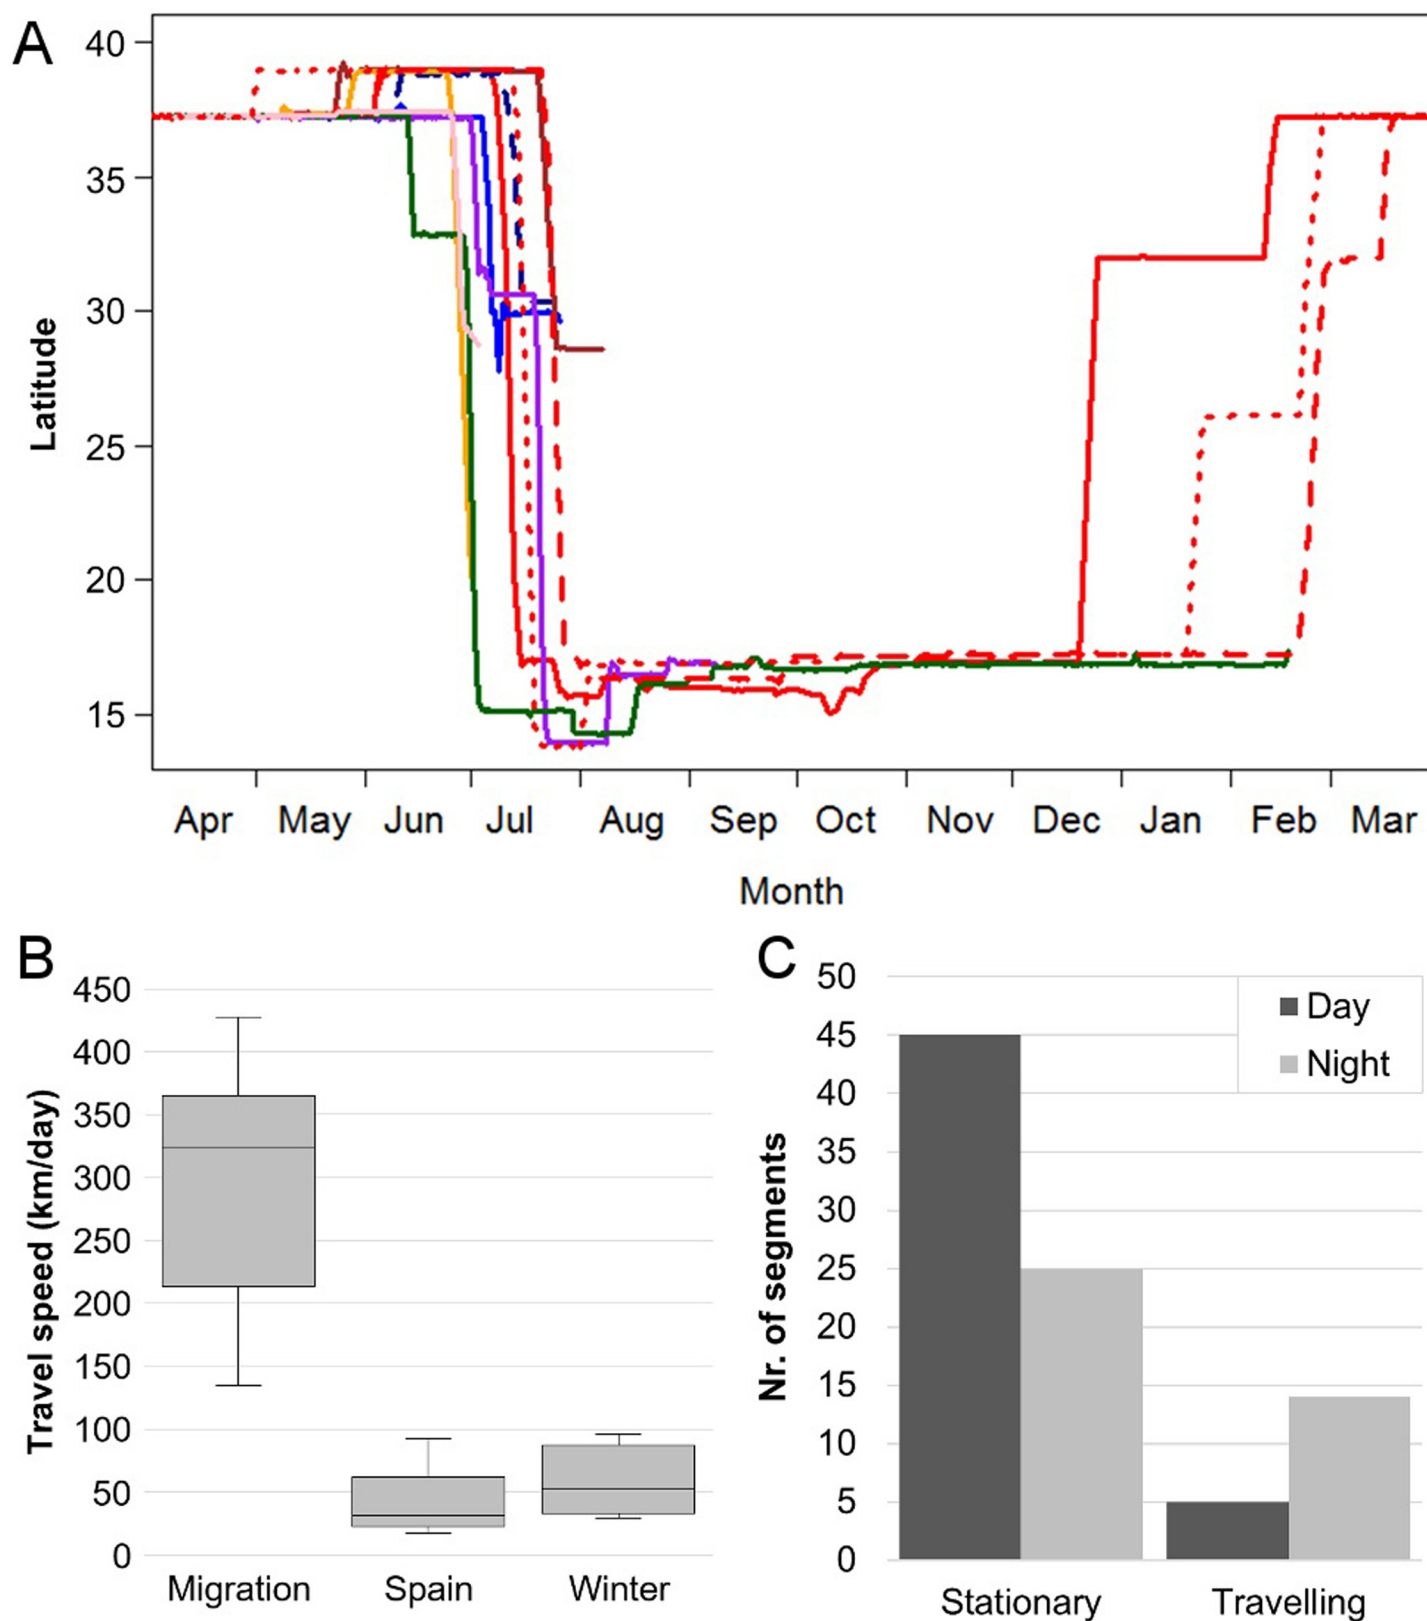 A
Latitude
40
35
30
25
20
15
Apr May Jun Jul Aug Sep Oct Nov Dec Jan Feb Mar
Month
B
Travel speed (km/day)
450
400
350
300
250
200
150
100
50
0
Migration Spain Winter
C
Nr. of segments
50
45
40
35
30
25
20
15
10
5
0
Day
Night
Stationary Travelling